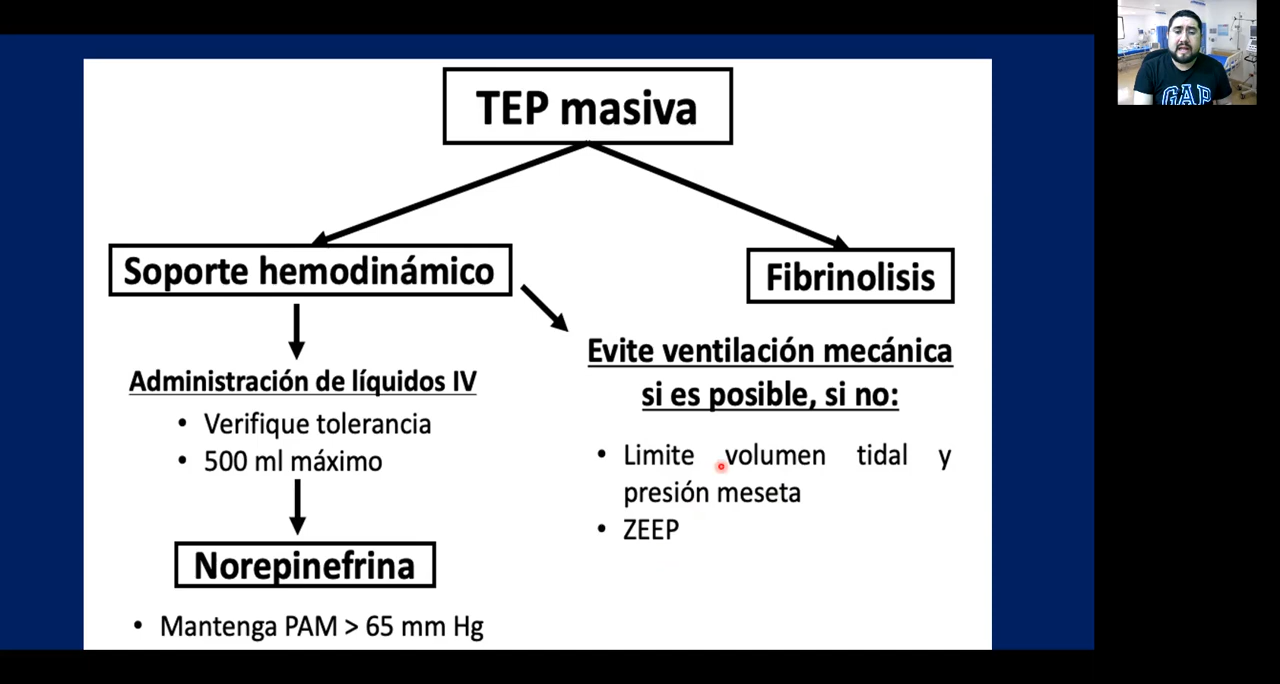 TEP masiva
Soporte hemodinámico
Fibrinolisis
Administración de líquidos IV
• Verifique tolerancia
• 500 ml máximo
Norepinefrina
• Mantenga PAM > 65 mm Hg
Evite ventilación mecánica
si es posible, si no:
• Limite volumen tidal y
presión meseta
• ZEEP
GAP